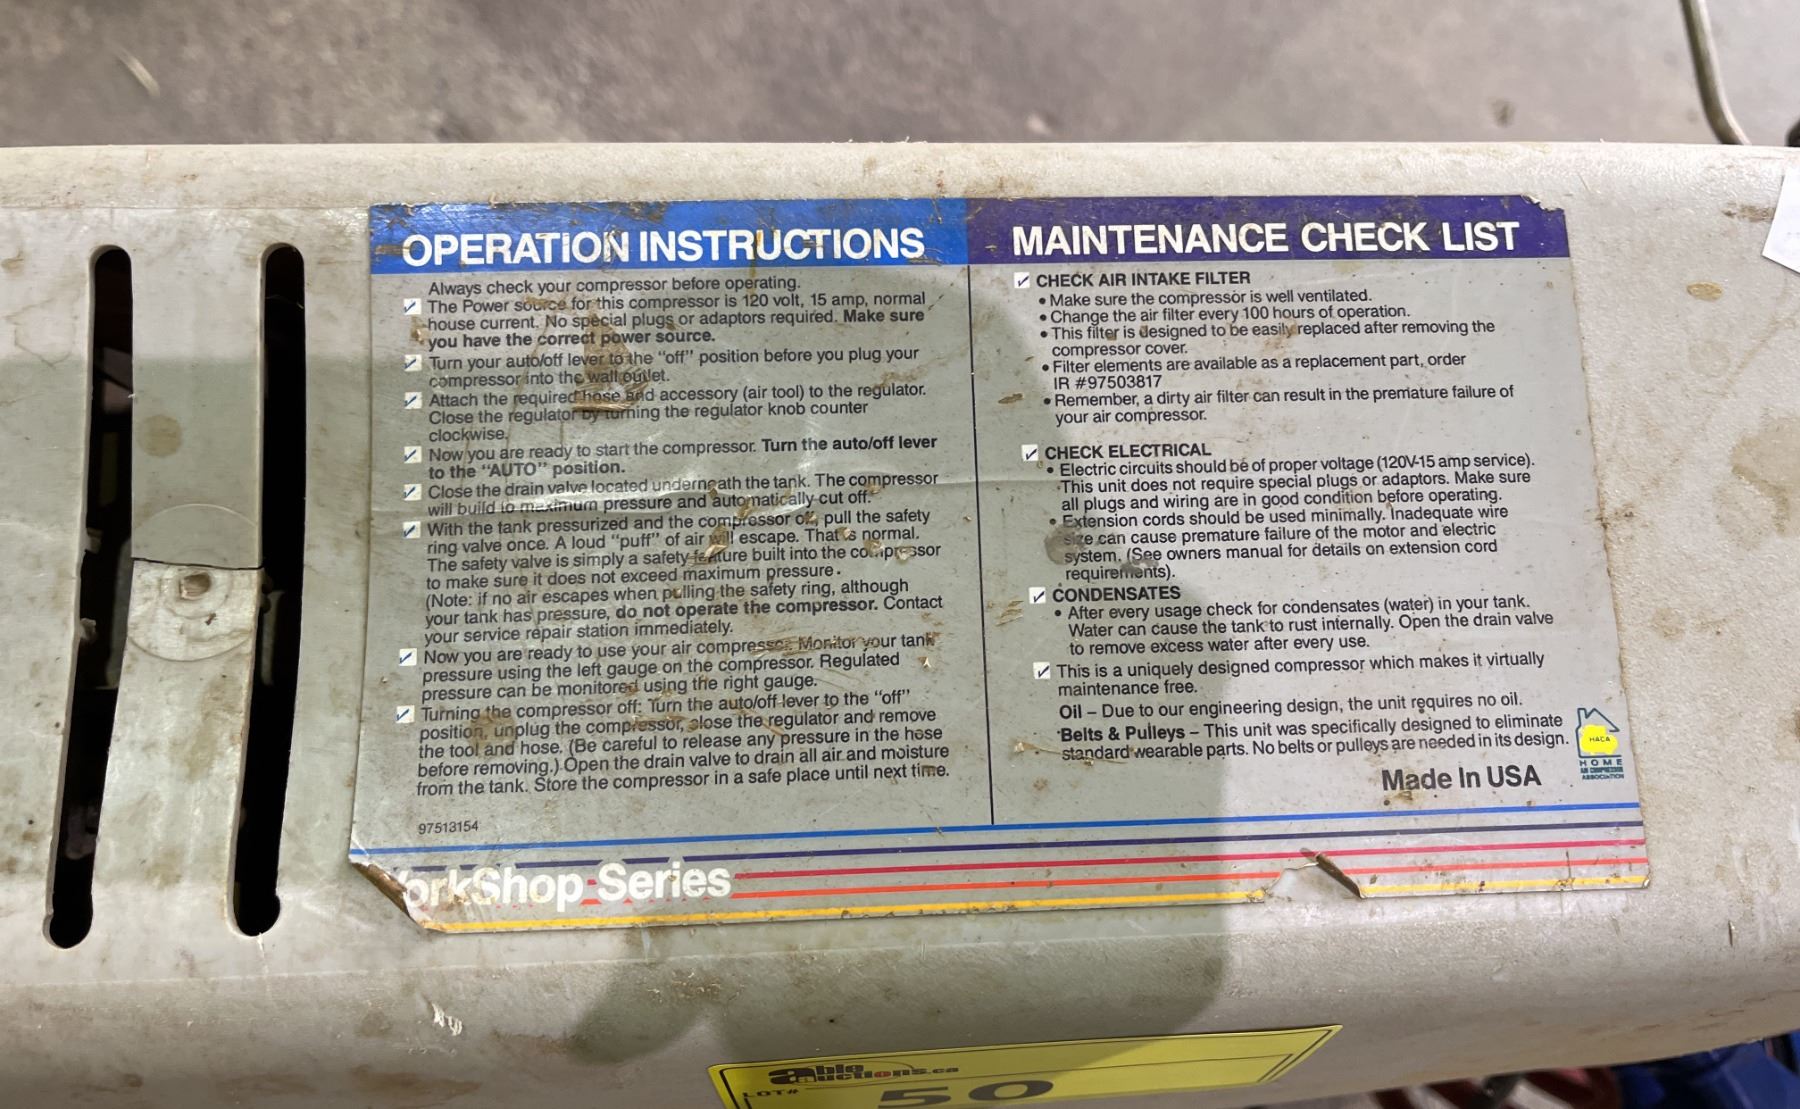 OPERATION INSTRUCTIONS
Always check your compressor before operating.
The Power source for this compressor is 120 volt, 15 amp, normal
house current. No special plugs or adaptors required. Make sure
you have the correct power source.
Turn your auto/off lever to the "off" position before you plug your
compressor into the wall outlet.
Attach the required hose and accessory (air tool) to the regulator.
Close the regulator by turning the regulator knob counter
clockwise.
Now you are ready to start the compressor. Turn the auto/off lever
to the "AUTO" position.
Close the drain valve located underneath the tank. The compressor
will build to maximum pressure and automatically cut off.
With the tank pressurized and the compressor off, pull the safety
ring valve once. A loud "puff" of air will escape. That is normal.
The safety valve is simply a safety feature built into the compressor
to make sure it does not exceed maximum pressure.
(Note: if no air escapes when pulling the safety ring, although
your tank has pressure, do not operate the compressor. Contact
your service repair station immediately.
Now you are ready to use your air compressor. Monitor your tank
pressure using the left gauge on the compressor. Regulated
pressure can be monitored using the right gauge.
Turning the compressor off: Turn the auto/off lever to the "off"
position, unplug the compressor, close the regulator and remove
the tool and hose. (Be careful to release any pressure in the hose
before removing.) Open the drain valve to drain all air and moisture
from the tank. Store the compressor in a safe place until next time.
97513154
MAINTENANCE CHECK LIST
CHECK AIR INTAKE FILTER
• Make sure the compressor is well ventilated.
• Change the air filter every 100 hours of operation.
• This filter is designed to be easily replaced after removing the
compressor cover.
• Filter elements are available as a replacement part, order
IR #97503817
• Remember, a dirty air filter can result in the premature failure of
your air compressor.
CHECK ELECTRICAL
• Electric circuits should be of proper voltage (120V-15 amp service).
This unit does not require special plugs or adaptors. Make sure
all plugs and wiring are in good condition before operating.
• Extension cords should be used minimally. Inadequate wire
size can cause premature failure of the motor and electric
system. (See owners manual for details on extension cord
requirements).
CONDENSATES
• After every usage check for condensates (water) in your tank.
Water can cause the tank to rust internally. Open the drain valve
to remove excess water after every use.
This is a uniquely designed compressor which makes it virtually
maintenance free.
Oil – Due to our engineering design, the unit requires no oil.
Belts & Pulleys – This unit was specifically designed to eliminate
standard wearable parts. No belts or pulleys are needed in its design.
HACA
HOME
AIR COMPRESSOR
ASSOCIATION
Made In USA
orkShop Series
able auctions.ca
LOT# 50